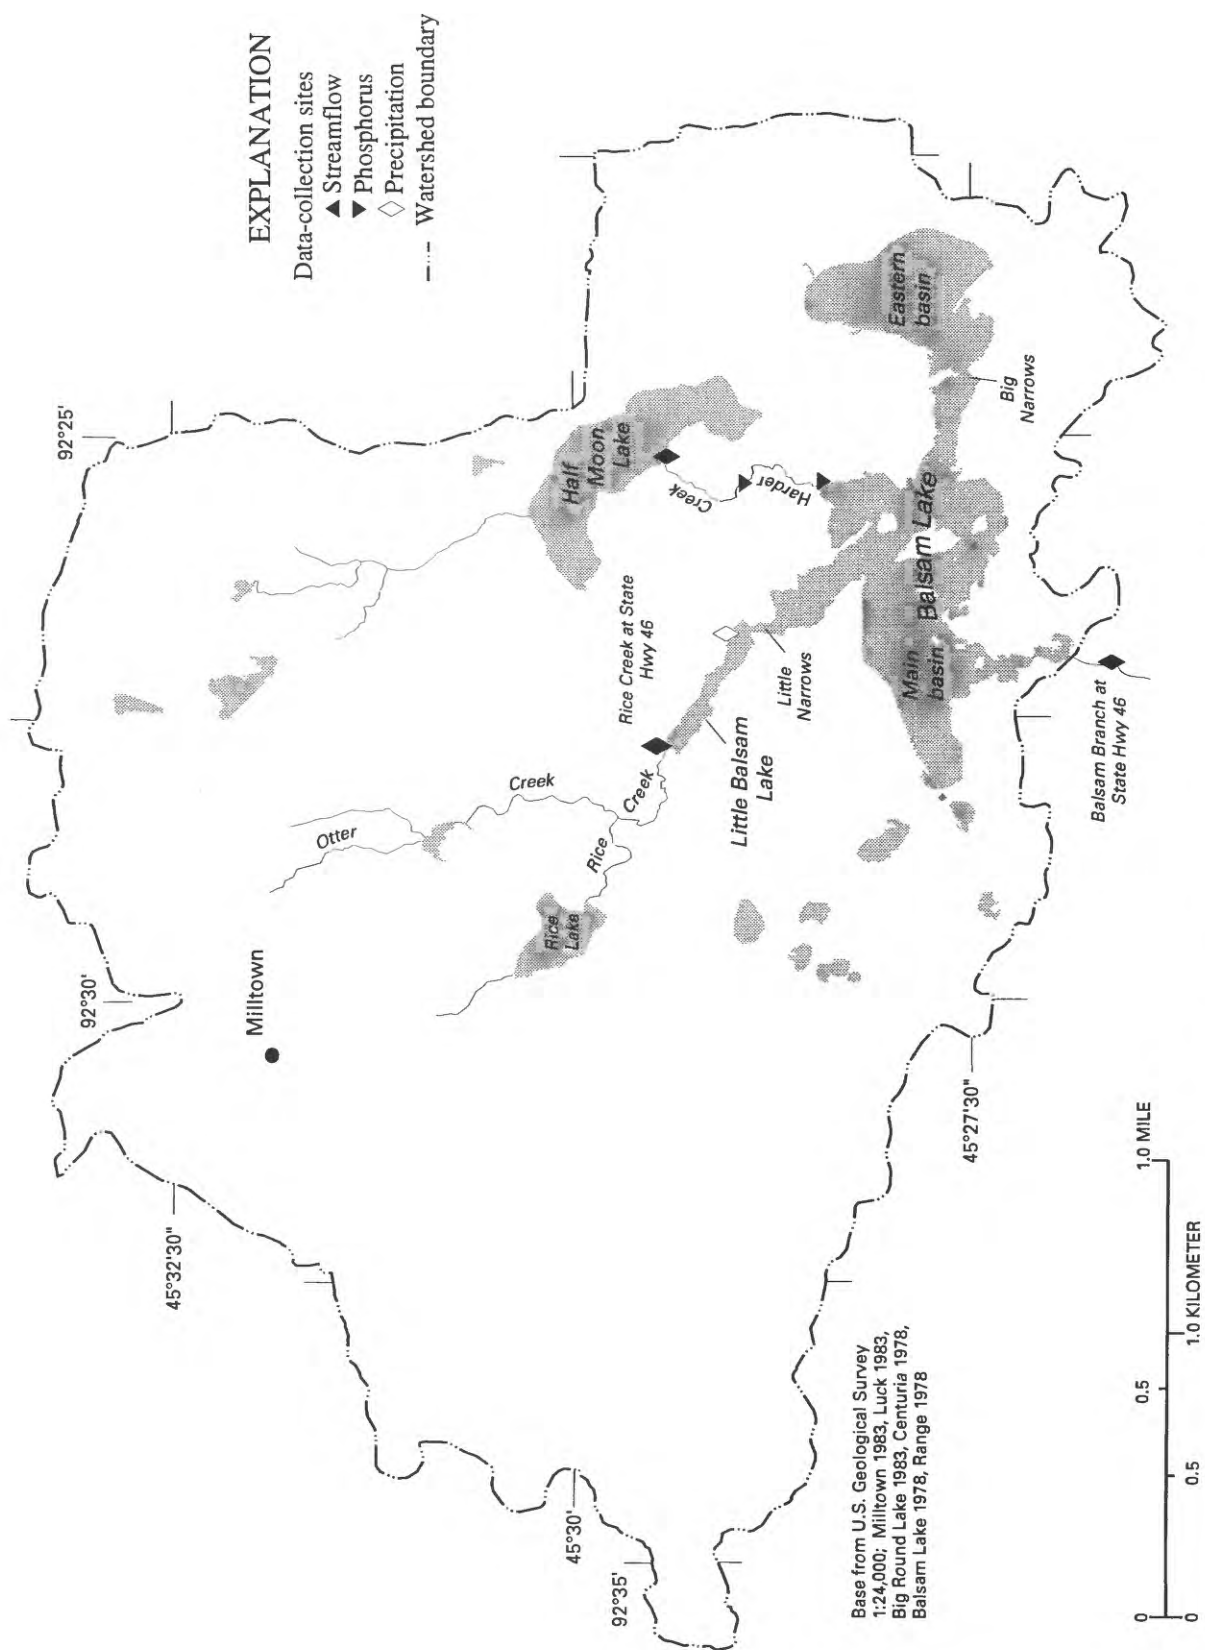 EXPLANATION
Data-collection sites
Streamflow
Phosphorus
Precipitation
Watershed boundary
92°25'
92°30'
Milltown
45°32'30"
Otter
Creek
Half
Moon
Lake
Rice
Lake
Rice
Creek
Rice Creek at State
Hwy 46
Creek
Harder
Little Balsam
Lake
Little
Narrows
Eastern
basin
Big
Narrows
Balsam Lake
Main
basin
Balsam Branch at
State Hwy 46
45°30'
92°35'
45°27'30"
Base from U.S. Geological Survey
1:24,000; Milltown 1983, Luck 1983,
Big Round Lake 1983, Centuria 1978,
Balsam Lake 1978, Range 1978
0 0.5 1.0 MILE
0 0.5 1.0 KILOMETER